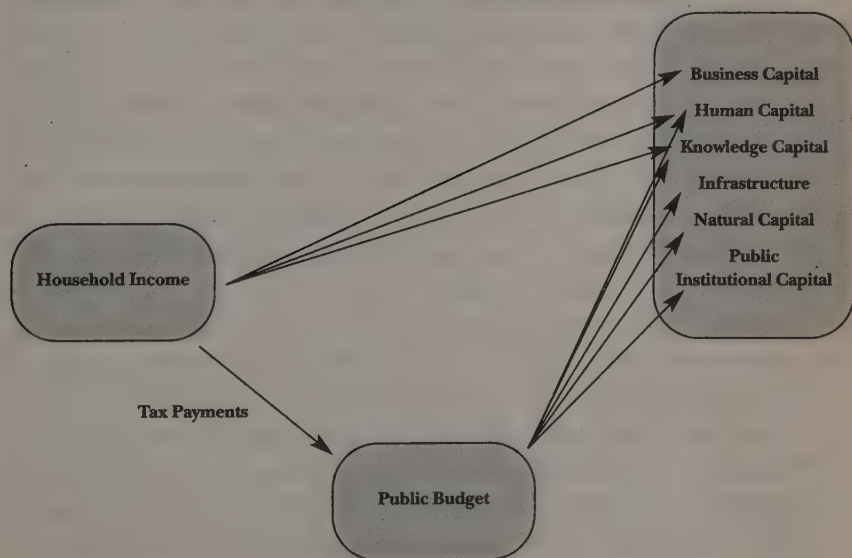 Business Capital
Human Capital
Knowledge Capital
Infrastructure
Natural Capital
Public
Institutional Capital
Household Income
Tax Payments
Public Budget